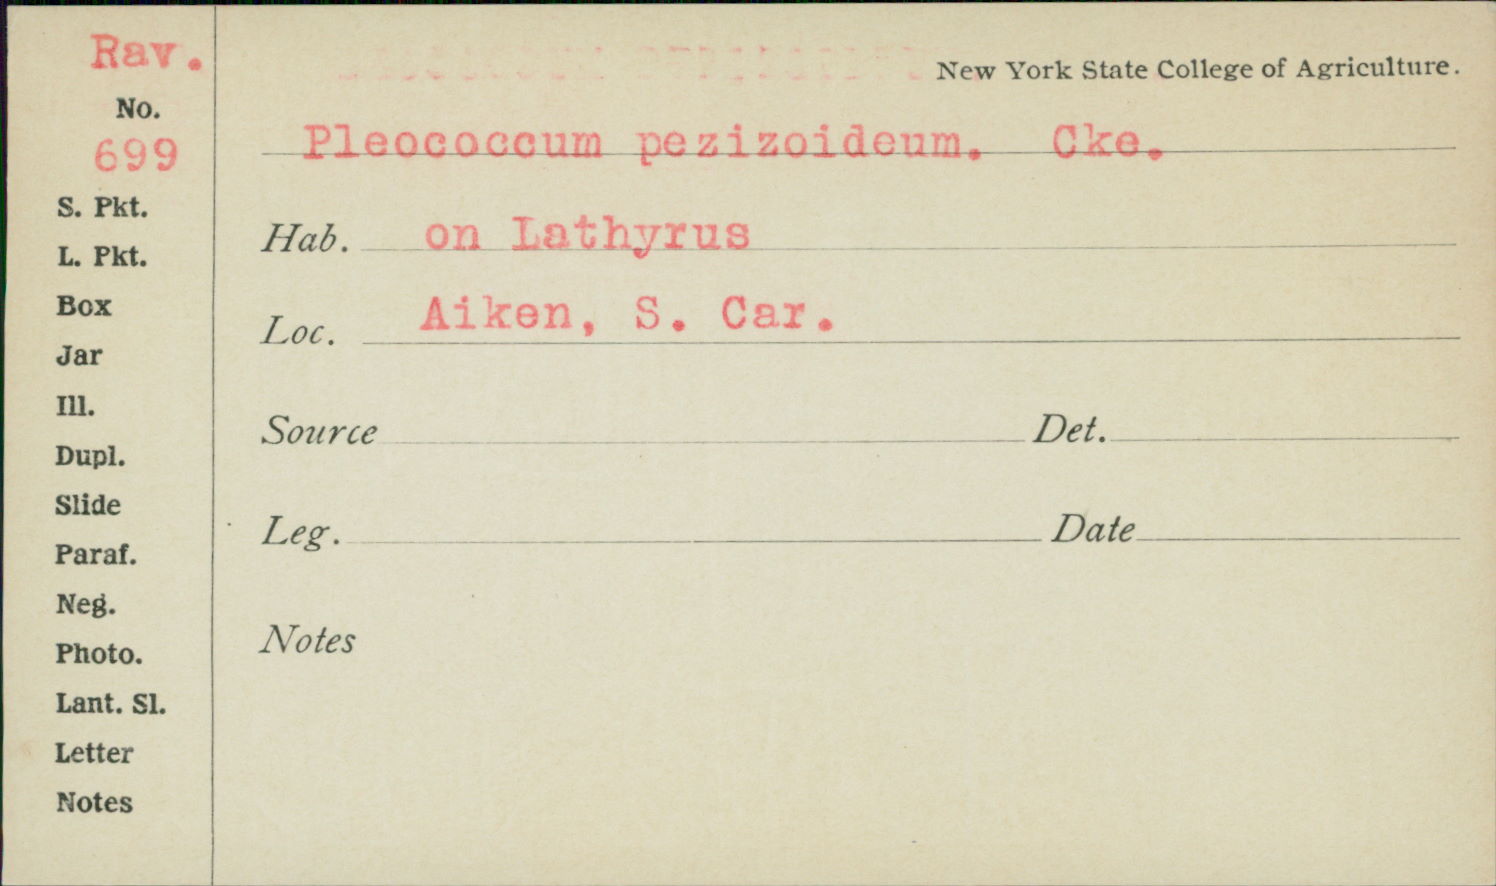 Rav.
No.
699
S. Pkt.
L. Pkt.
Box
Jar
Ill.
Dupl.
Slide
Paraf.
Neg.
Photo.
Lant. Sl.
Letter
Notes
New York State College of Agriculture.
Pleococcum pezizoideum. Cke.
Hab. on Lathyrus
Loc. Aiken, S. Car.
Source Det.
Leg. Date
Notes